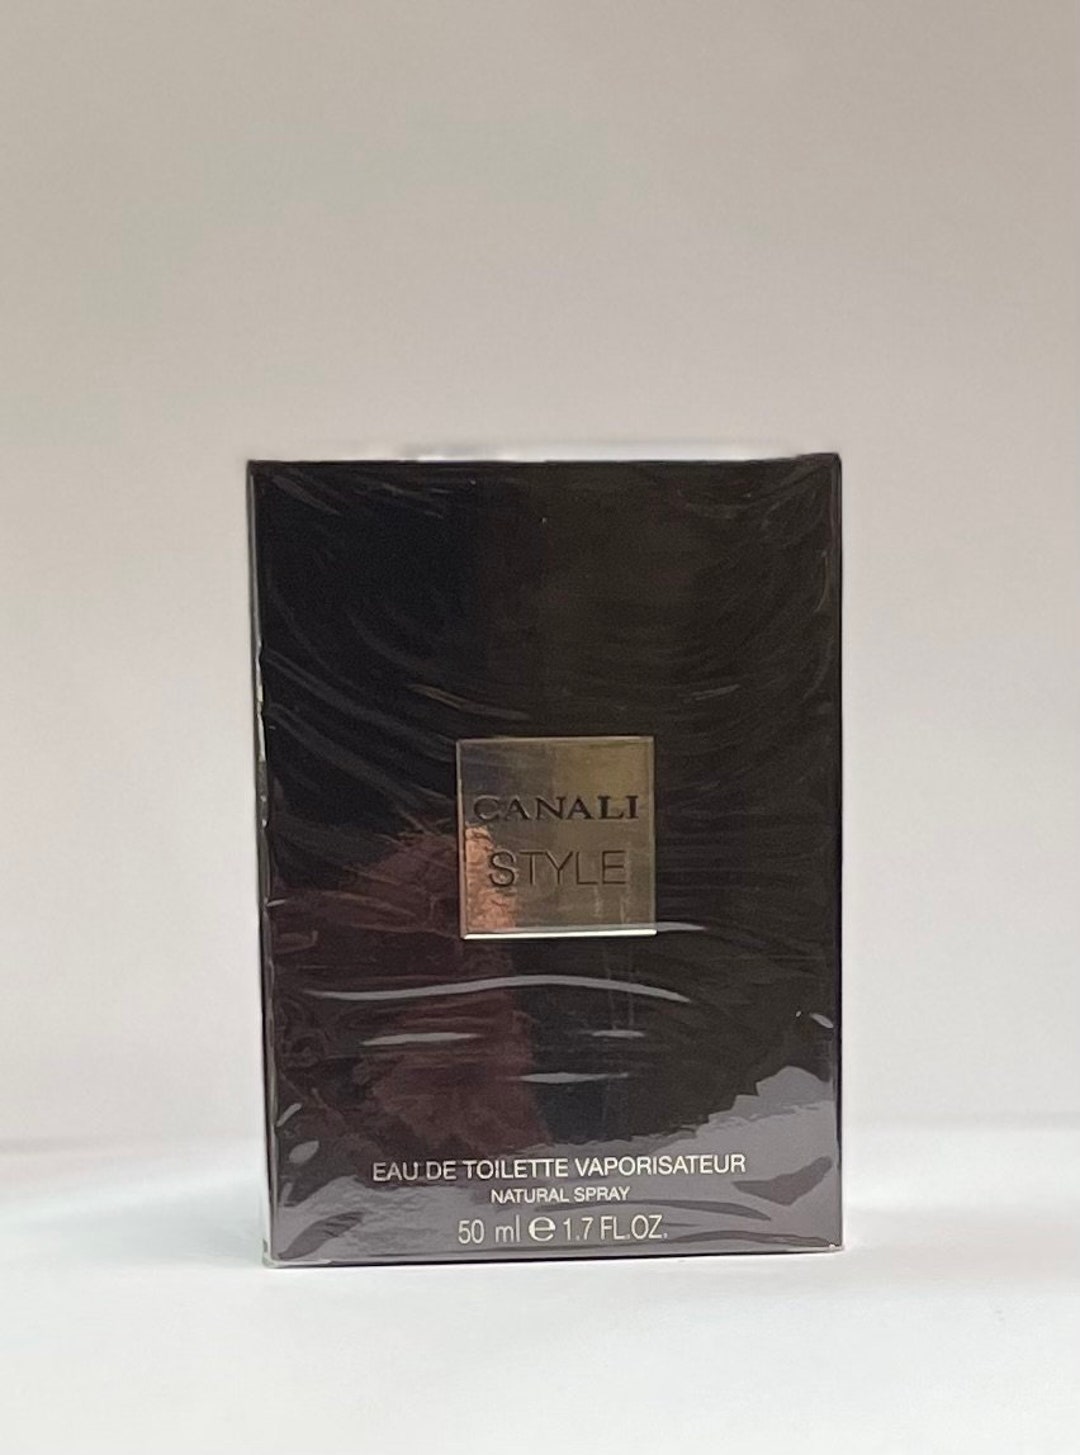 CANALI
STYLE
EAU DE TOILETTE VAPORISATEUR
NATURAL SPRAY
50 ml ℮ 1.7 FL.OZ.